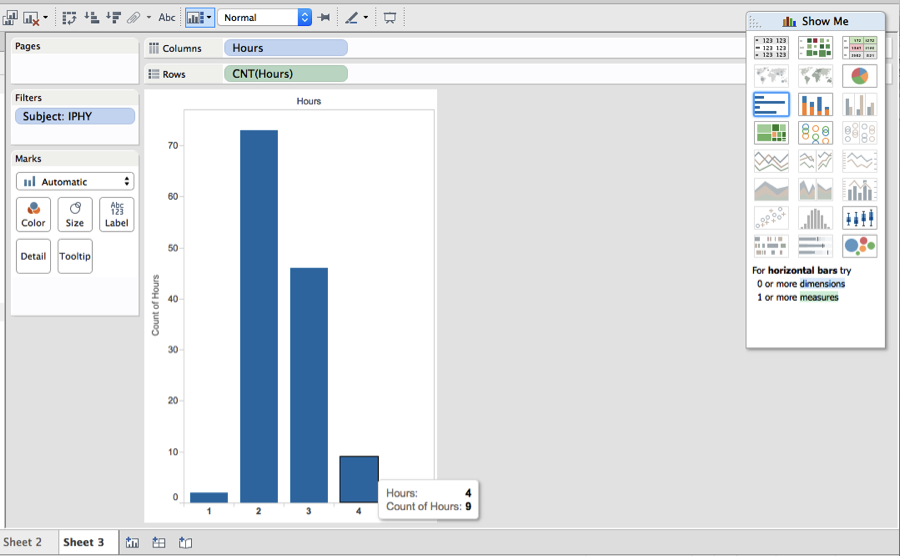 Abc
Normal
Show Me
Pages
Columns
Hours
Rows
CNT(Hours)
Filters
Subject: IPHY
Marks
Automatic
Color
Size
Abc
123
Label
Detail
Tooltip
Hours
70
60
50
40
30
20
10
0
Count of Hours
1
2
3
4
Hours: 4
Count of Hours: 9
For horizontal bars try
0 or more dimensions
1 or more measures
Sheet 2
Sheet 3